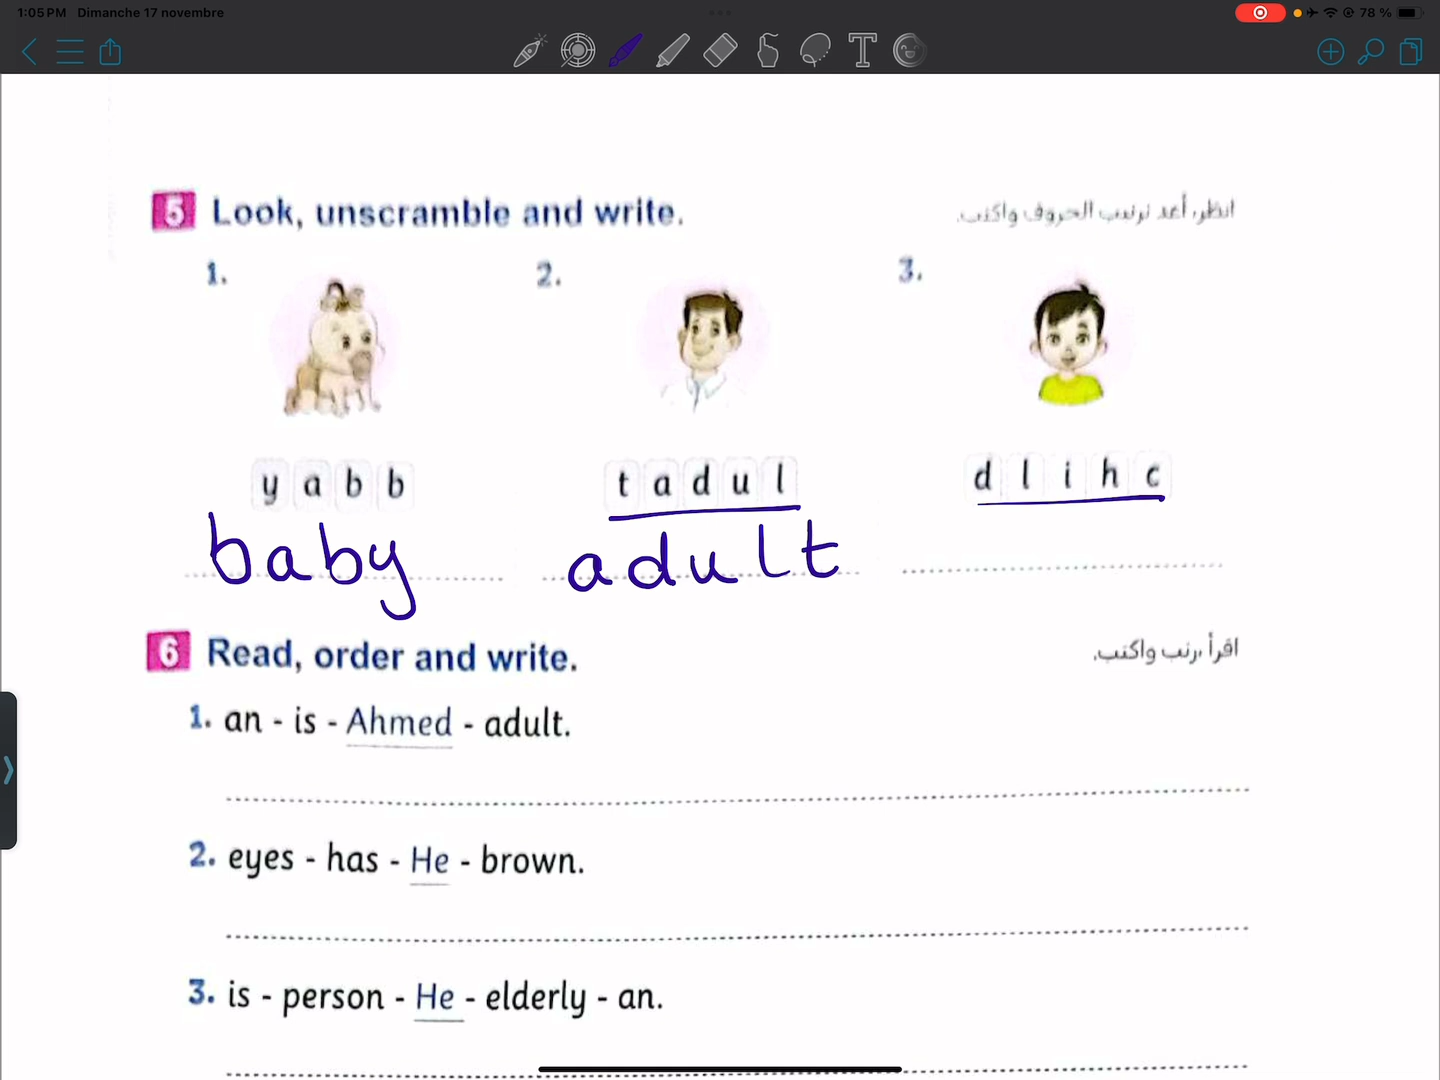 1:05 PM Dimanche 17 novembre
78 %
5 Look, unscramble and write.
انظر، أعد ترتيب الحروف واكتب.
1. 2. 3.
y a b b t a d u l d l i h c
baby adult
6 Read, order and write.
اقرأ ،رتب واكتب.
1. an - is - Ahmed - adult.
2. eyes - has - He - brown.
3. is - person - He - elderly - an.